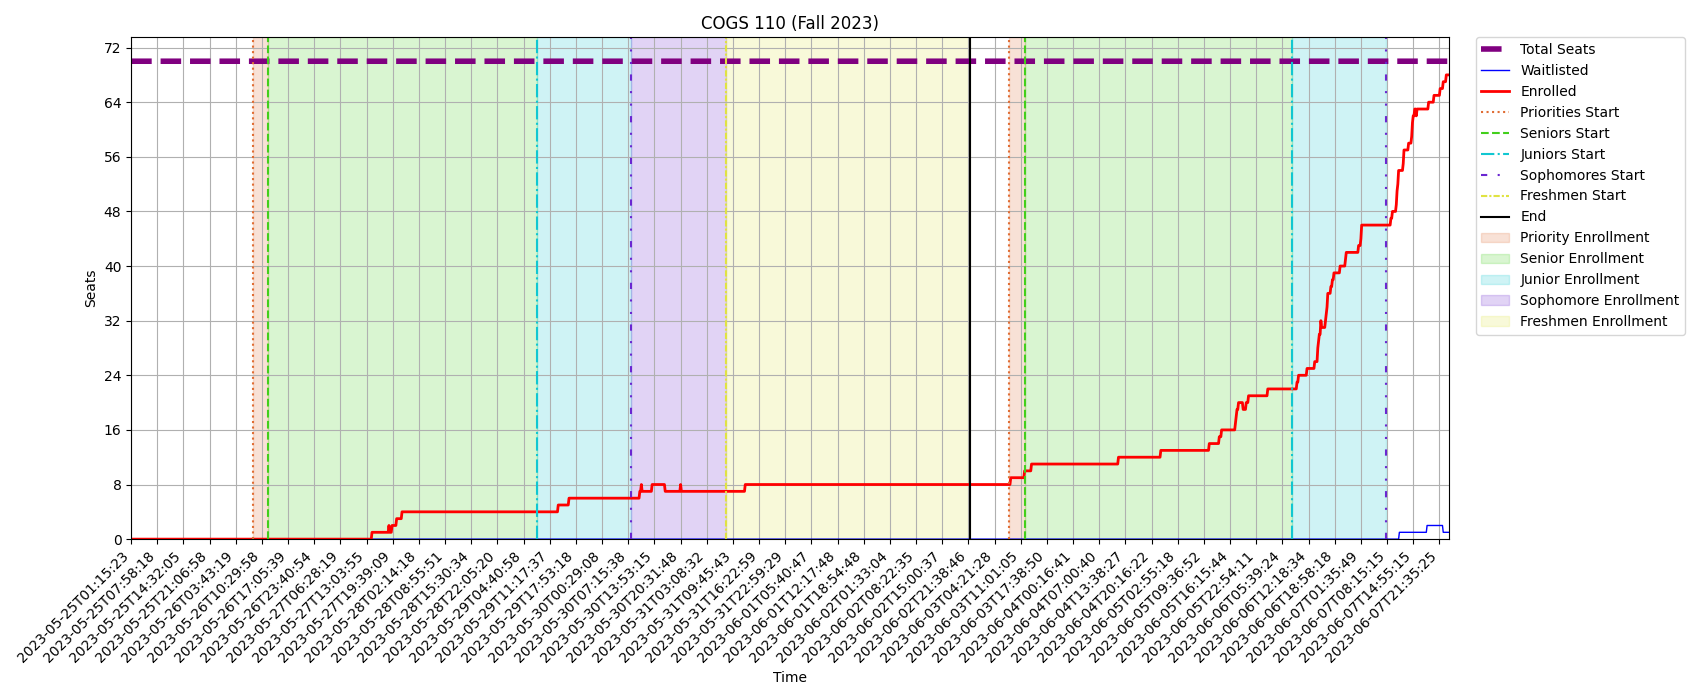 COGS 110 (Fall 2023)
Seats
72
64
56
48
40
32
24
16
8
0
2023-05-25T01:15:23
2023-05-25T07:58:18
2023-05-25T14:32:05
2023-05-25T21:06:58
2023-05-26T03:43:19
2023-05-26T10:29:58
2023-05-26T17:05:39
2023-05-26T23:40:54
2023-05-27T06:28:19
2023-05-27T13:03:55
2023-05-27T19:39:09
2023-05-28T02:14:18
2023-05-28T08:55:51
2023-05-28T15:30:34
2023-05-28T22:05:20
2023-05-29T04:40:58
2023-05-29T11:17:37
2023-05-29T17:53:18
2023-05-30T00:29:08
2023-05-30T07:15:38
2023-05-30T13:53:15
2023-05-30T20:31:48
2023-05-31T03:08:32
2023-05-31T09:45:43
2023-05-31T16:22:59
2023-05-31T22:59:29
2023-06-01T05:40:47
2023-06-01T12:17:48
2023-06-01T18:54:48
2023-06-02T01:33:04
2023-06-02T08:22:35
2023-06-02T15:00:37
2023-06-02T21:38:46
2023-06-03T04:21:28
2023-06-03T11:01:05
2023-06-03T17:38:50
2023-06-04T00:16:41
2023-06-04T07:00:40
2023-06-04T13:38:27
2023-06-04T20:16:22
2023-06-05T02:55:18
2023-06-05T09:36:52
2023-06-05T16:15:44
2023-06-05T22:54:11
2023-06-06T05:39:24
2023-06-06T12:18:34
2023-06-06T18:58:18
2023-06-07T01:35:49
2023-06-07T08:15:15
2023-06-07T14:55:15
2023-06-07T21:35:25
Time
Total Seats
Waitlisted
Enrolled
Priorities Start
Seniors Start
Juniors Start
Sophomores Start
Freshmen Start
End
Priority Enrollment
Senior Enrollment
Junior Enrollment
Sophomore Enrollment
Freshmen Enrollment